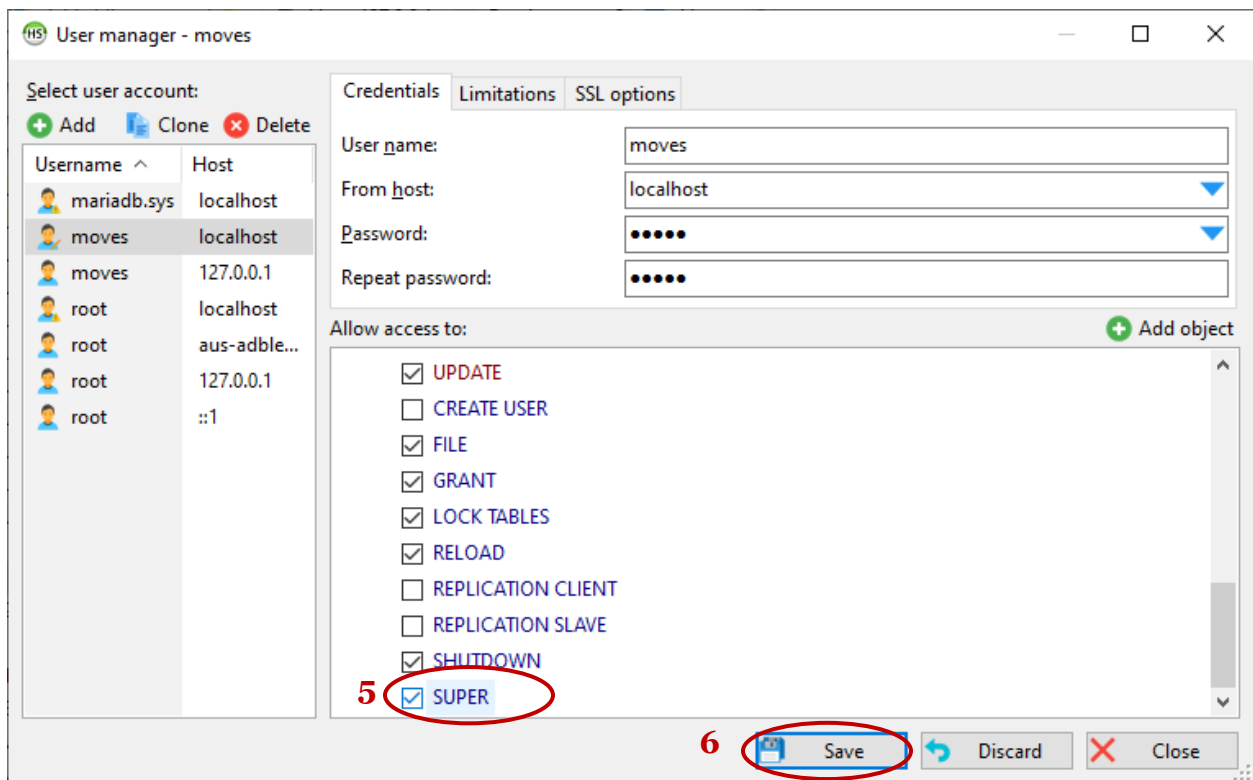 HS User manager - moves
Select user account:
Add Clone Delete
Username Host
mariadb.sys localhost
moves localhost
moves 127.0.0.1
root localhost
root aus-adble...
root 127.0.0.1
root ::1
Credentials Limitations SSL options
User name: moves
From host: localhost
Password: •••••
Repeat password: •••••
Allow access to: Add object
UPDATE
CREATE USER
FILE
GRANT
LOCK TABLES
RELOAD
REPLICATION CLIENT
REPLICATION SLAVE
SHUTDOWN
5 SUPER
6 Save Discard Close